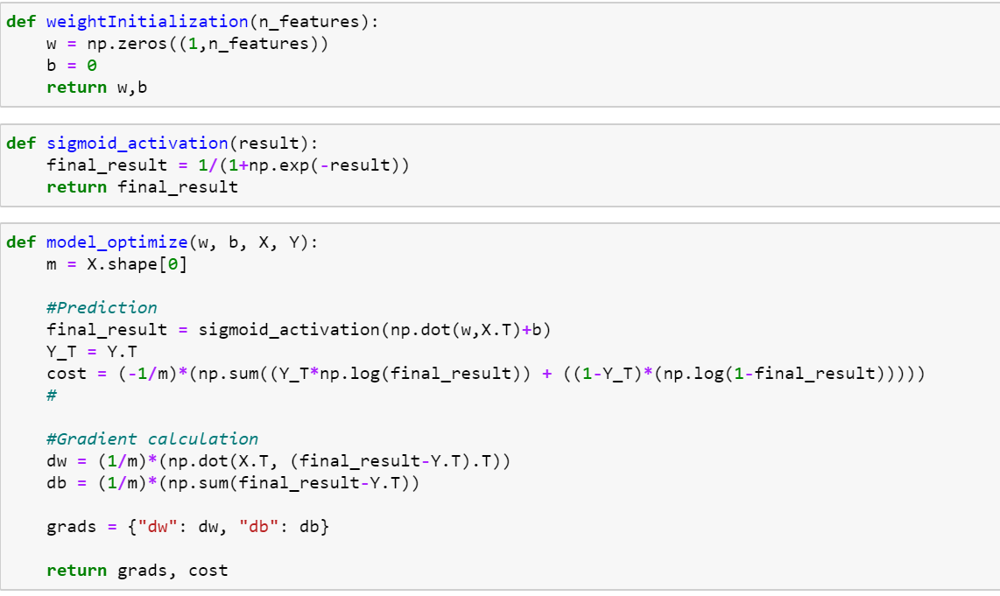 def weightInitialization(n_features):
    w = np.zeros((1,n_features))
    b = 0
    return w,b
def sigmoid_activation(result):
    final_result = 1/(1+np.exp(-result))
    return final_result
def model_optimize(w, b, X, Y):
    m = X.shape[0]
    #Prediction
    final_result = sigmoid_activation(np.dot(w,X.T)+b)
    Y_T = Y.T
    cost = (-1/m)*(np.sum((Y_T*np.log(final_result)) + ((1-Y_T)*(np.log(1-final_result)))))
    #
    #Gradient calculation
    dw = (1/m)*(np.dot(X.T, (final_result-Y.T).T))
    db = (1/m)*(np.sum(final_result-Y.T))
    grads = {"dw": dw, "db": db}
    return grads, cost